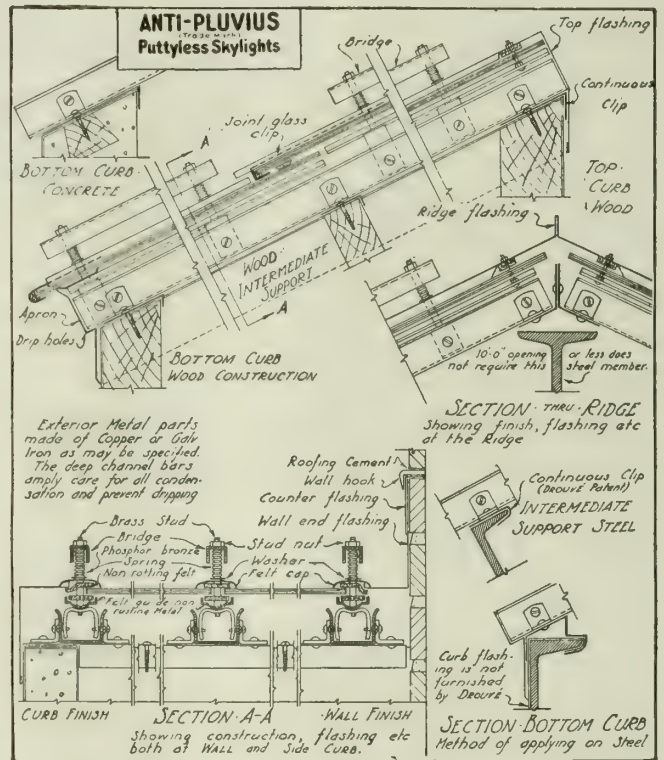 ANTI-PLUVIUS
(Trade Mark)
Puttyless Skylights
Bridge
Top flashing
Continuous
Clip
Joint glass
clip
A
BOTTOM CURB
CONCRETE
TOP
CURB
WOOD
Ridge flashing
WOOD
INTERMEDIATE
SUPPORT
A
Apron
Drip holes
BOTTOM CURB
WOOD CONSTRUCTION
10'-0" opening or less does
not require this steel member.
SECTION THRU RIDGE
Showing finish, flashing etc
at the Ridge
Exterior Metal parts
made of Copper or Galv
Iron as may be specified.
The deep channel bars
amply care for all conden-
sation and prevent dripping
Roofing Cement
Wall hook
Counter flashing
Wall end flashing
Continuous Clip
(DROUVÉ Patent)
INTERMEDIATE
SUPPORT STEEL
Brass Stud
Bridge
Phosphor bronze
Spring
Non rotting felt
Stud nut
Washer
Felt cap
Felt non
rusting Metal
Curb flash-
ing is not
furnished
by DROUVÉ
CURB FINISH
SECTION-A-A
WALL FINISH
Showing construction, flashing etc
both at WALL and Side CURB.
SECTION-BOTTOM CURB
Method of applying on Steel